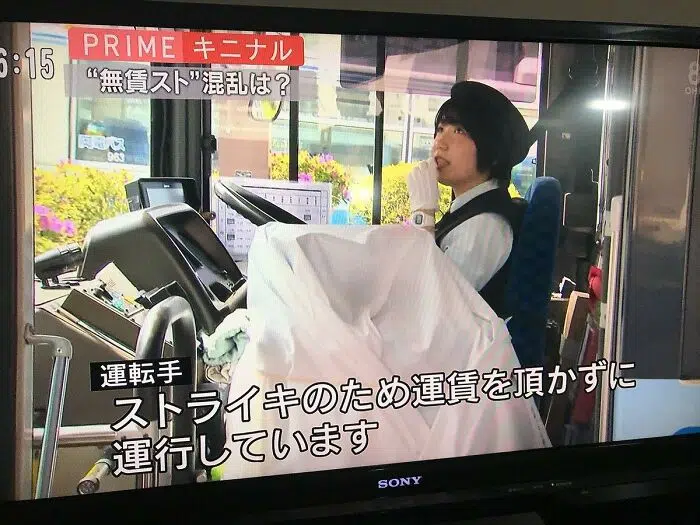 6:15
PRIME キニナル
“無賃スト”混乱は？
963
運転手
ストライキのため運賃を頂かずに
運行しています
SONY